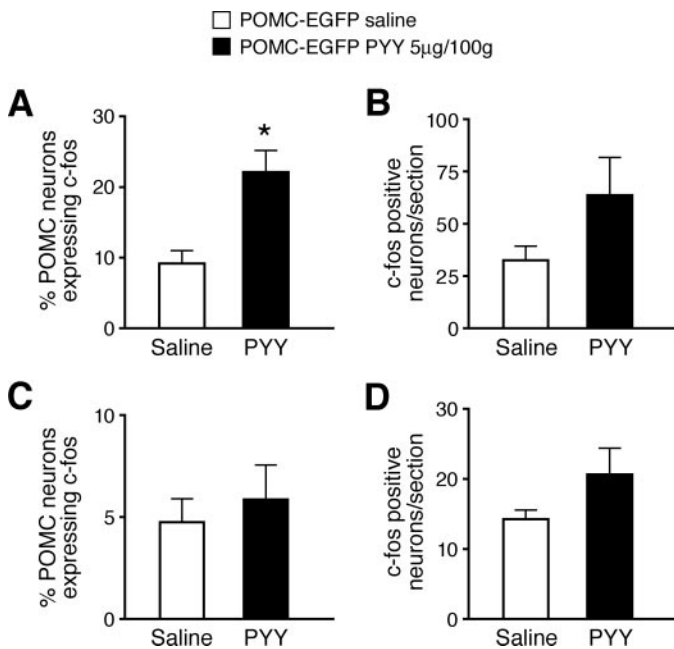 POMC-EGFP saline
POMC-EGFP PYY 5μg/100g
A
% POMC neurons
expressing c-fos
30
20
10
0
*
Saline PYY
B
c-fos positive
neurons/section
100
75
50
25
0
Saline PYY
C
% POMC neurons
expressing c-fos
10
5
0
Saline PYY
D
c-fos positive
neurons/section
30
20
10
0
Saline PYY